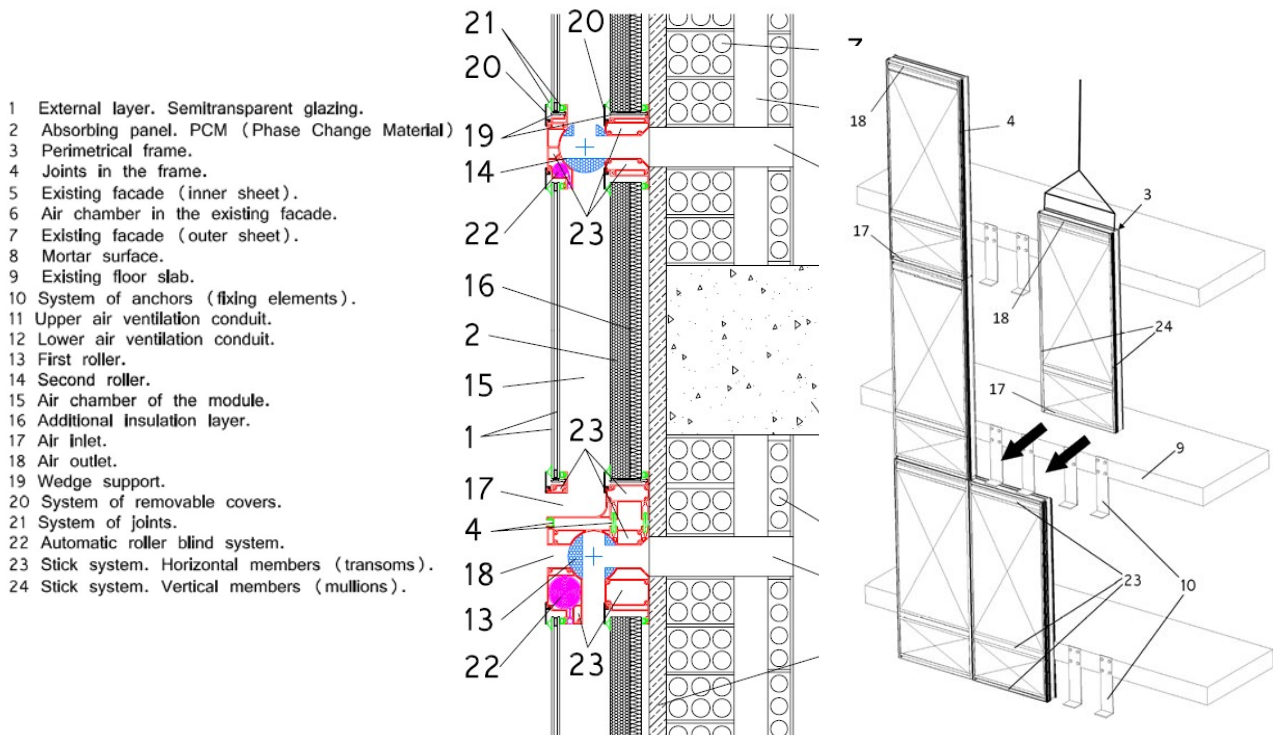 1 External layer. Semitransparent glazing.
2 Absorbing panel. PCM (Phase Change Material)
3 Perimetrical frame.
4 Joints in the frame.
5 Existing facade (inner sheet).
6 Air chamber in the existing facade.
7 Existing facade (outer sheet).
8 Mortar surface.
9 Existing floor slab.
10 System of anchors (fixing elements).
11 Upper air ventilation conduit.
12 Lower air ventilation conduit.
13 First roller.
14 Second roller.
15 Air chamber of the module.
16 Additional insulation layer.
17 Air inlet.
18 Air outlet.
19 Wedge support.
20 System of removable covers.
21 System of joints.
22 Automatic roller blind system.
23 Stick system. Horizontal members (transoms).
24 Stick system. Vertical members (mullions).
21
20
20
19
14
22
23
16
2
15
1
23
17
4
18
13
22
23
18
4
3
17
18
24
17
9
23
10